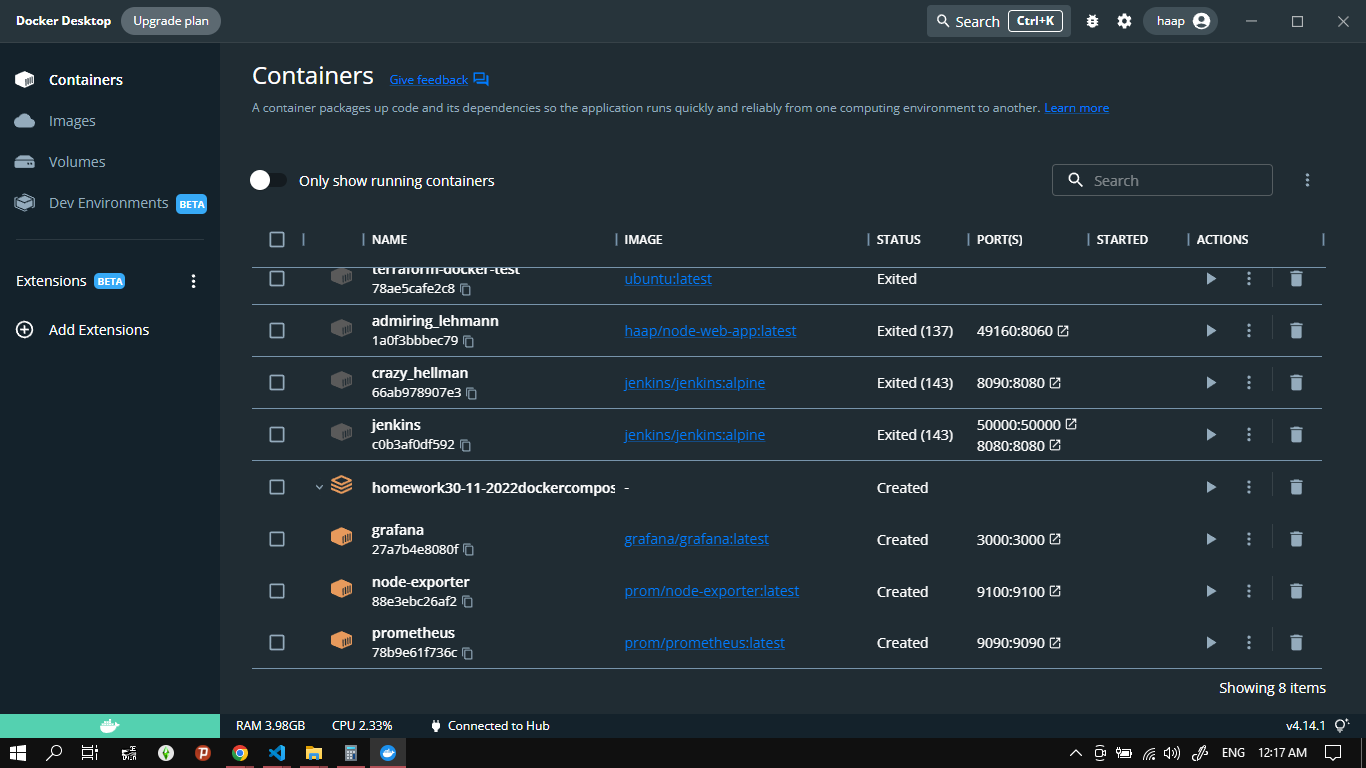 Docker Desktop Upgrade plan Search Ctrl+K haap
Containers
Images
Volumes
Dev Environments BETA
Extensions BETA
Add Extensions
Containers Give feedback
A container packages up code and its dependencies so the application runs quickly and reliably from one computing environment to another. Learn more
Only show running containers Search
NAME IMAGE STATUS PORT(S) STARTED ACTIONS
terraform-docker-test
78ae5cafe2c8 ubuntu:latest Exited
admiring_lehmann
1a0f3bbbec79 haap/node-web-app:latest Exited (137) 49160:8060
crazy_hellman
66ab978907e3 jenkins/jenkins:alpine Exited (143) 8090:8080
jenkins
c0b3af0df592 jenkins/jenkins:alpine Exited (143) 50000:50000
8080:8080
homework30-11-2022dockercompos - Created
grafana
27a7b4e8080f grafana/grafana:latest Created 3000:3000
node-exporter
88e3ebc26af2 prom/node-exporter:latest Created 9100:9100
prometheus
78b9e61f736c prom/prometheus:latest Created 9090:9090
Showing 8 items
RAM 3.98GB CPU 2.33% Connected to Hub v4.14.1
ENG 12:17 AM